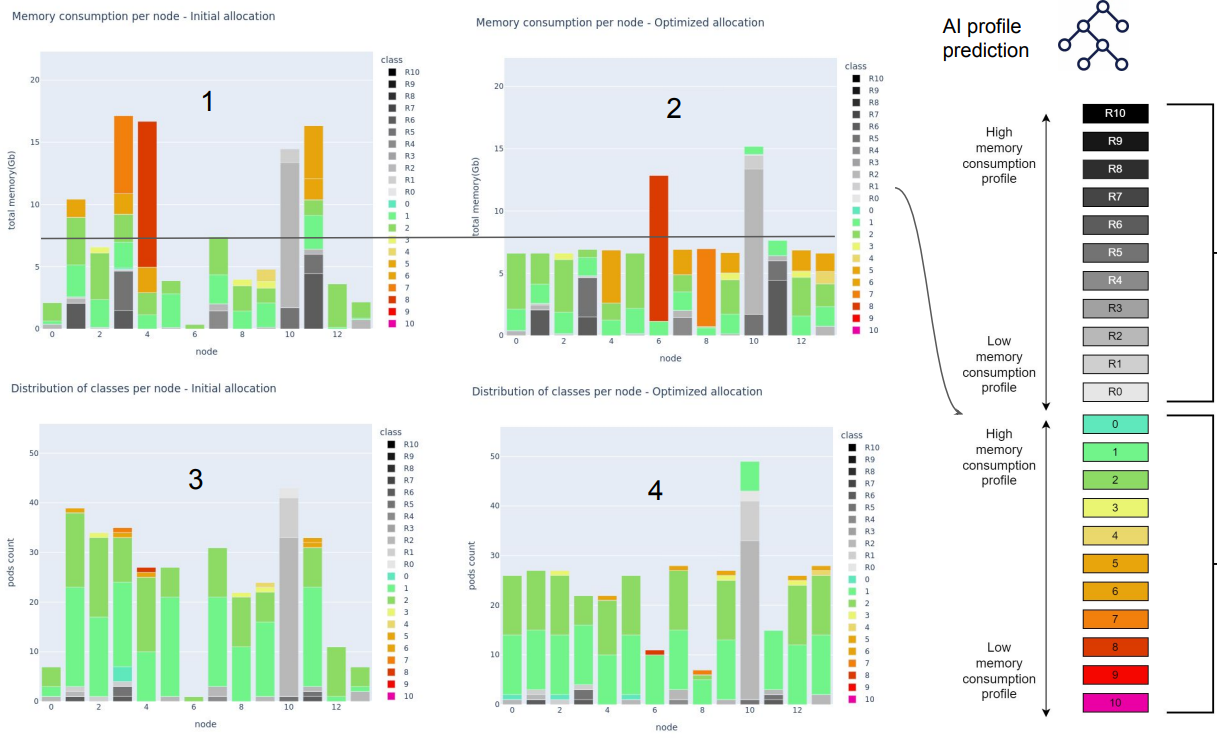 Memory consumption per node - Initial allocation
1
total memory(Gb)
20
15
10
5
0
0
2
4
6
8
10
12
node
class
R10
R9
R8
R7
R6
R5
R4
R3
R2
R1
R0
0
1
2
3
4
5
6
7
8
9
10
Memory consumption per node - Optimized allocation
2
total memory(Gb)
20
15
10
5
0
0
2
4
6
8
10
12
node
class
R10
R9
R8
R7
R6
R5
R4
R3
R2
R1
R0
0
1
2
3
4
5
6
7
8
9
10
Distribution of classes per node - Initial allocation
3
pods count
50
40
30
20
10
0
0
2
4
6
8
10
12
node
class
R10
R9
R8
R7
R6
R5
R4
R3
R2
R1
R0
0
1
2
3
4
5
6
7
8
9
10
Distribution of classes per node - Optimized allocation
4
pods count
50
40
30
20
10
0
0
2
4
6
8
10
12
node
class
R10
R9
R8
R7
R6
R5
R4
R3
R2
R1
R0
0
1
2
3
4
5
6
7
8
9
10
AI profile
prediction
High
memory
consumption
profile
Low
memory
consumption
profile
R10
R9
R8
R7
R6
R5
R4
R3
R2
R1
R0
High
memory
consumption
profile
Low
memory
consumption
profile
0
1
2
3
4
5
6
7
8
9
10